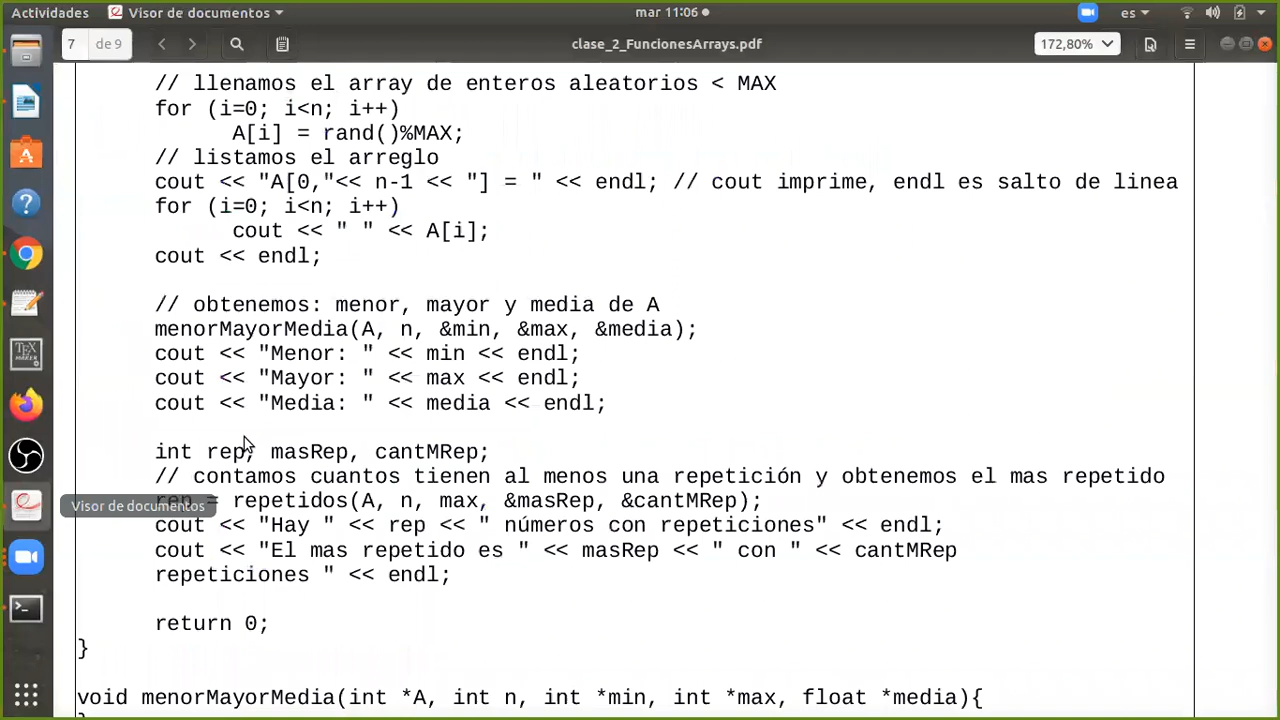 Actividades Visor de documentos mar 11:06 es
7 de 9 clase_2_FuncionesArrays.pdf 172,80%
// llenamos el array de enteros aleatorios < MAX
for (i=0; i<n; i++)
A[i] = rand()%MAX;
// listamos el arreglo
cout << "A[0,"<< n-1 << "] = " << endl; // cout imprime, endl es salto de linea
for (i=0; i<n; i++)
cout << " " << A[i];
cout << endl;
// obtenemos: menor, mayor y media de A
menorMayorMedia(A, n, &min, &max, &media);
cout << "Menor: " << min << endl;
cout << "Mayor: " << max << endl;
cout << "Media: " << media << endl;
int rep, masRep, cantMRep;
// contamos cuantos tienen al menos una repetición y obtenemos el mas repetido
rep = repetidos(A, n, max, &masRep, &cantMRep);
Visor de documentos
cout << "Hay " << rep << " números con repeticiones" << endl;
cout << "El mas repetido es " << masRep << " con " << cantMRep
repeticiones " << endl;
return 0;
}
void menorMayorMedia(int *A, int n, int *min, int *max, float *media){